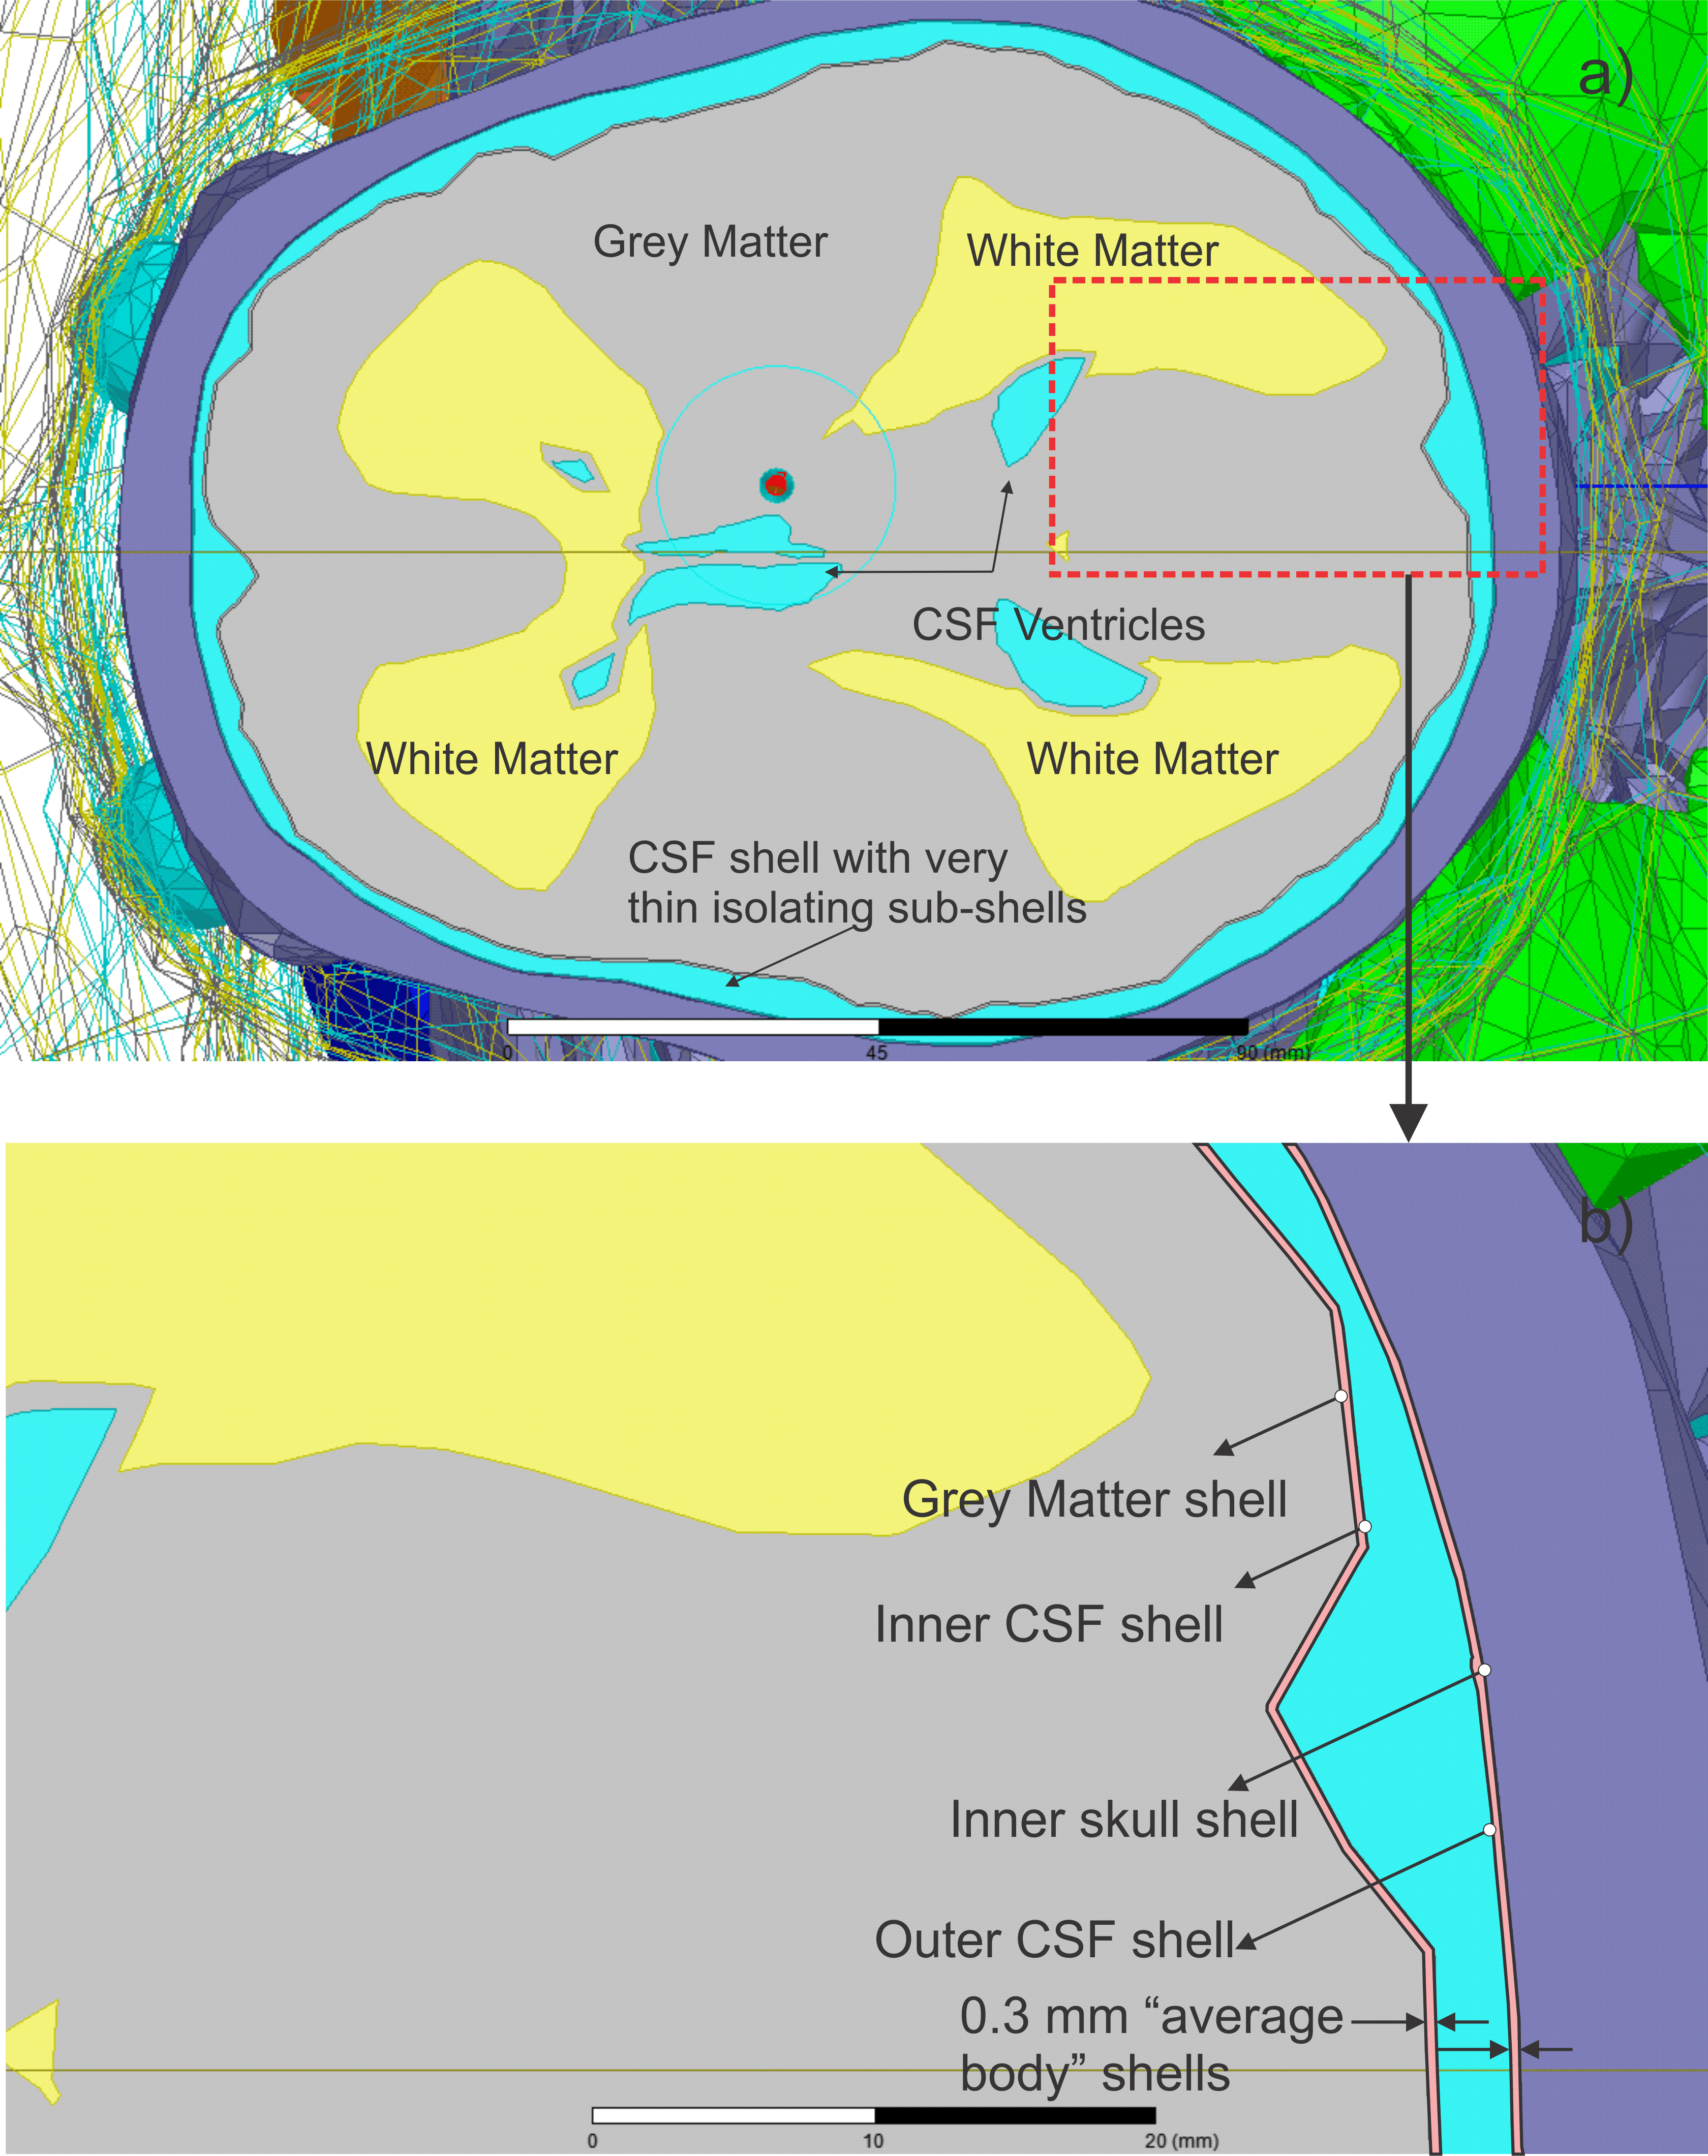 a)
Grey Matter
White Matter
CSF Ventricles
White Matter
White Matter
CSF shell with very
thin isolating sub-shells
0
45
90 (mm)
b)
Grey Matter shell
Inner CSF shell
Inner skull shell
Outer CSF shell
0.3 mm “average
body” shells
0
10
20 (mm)